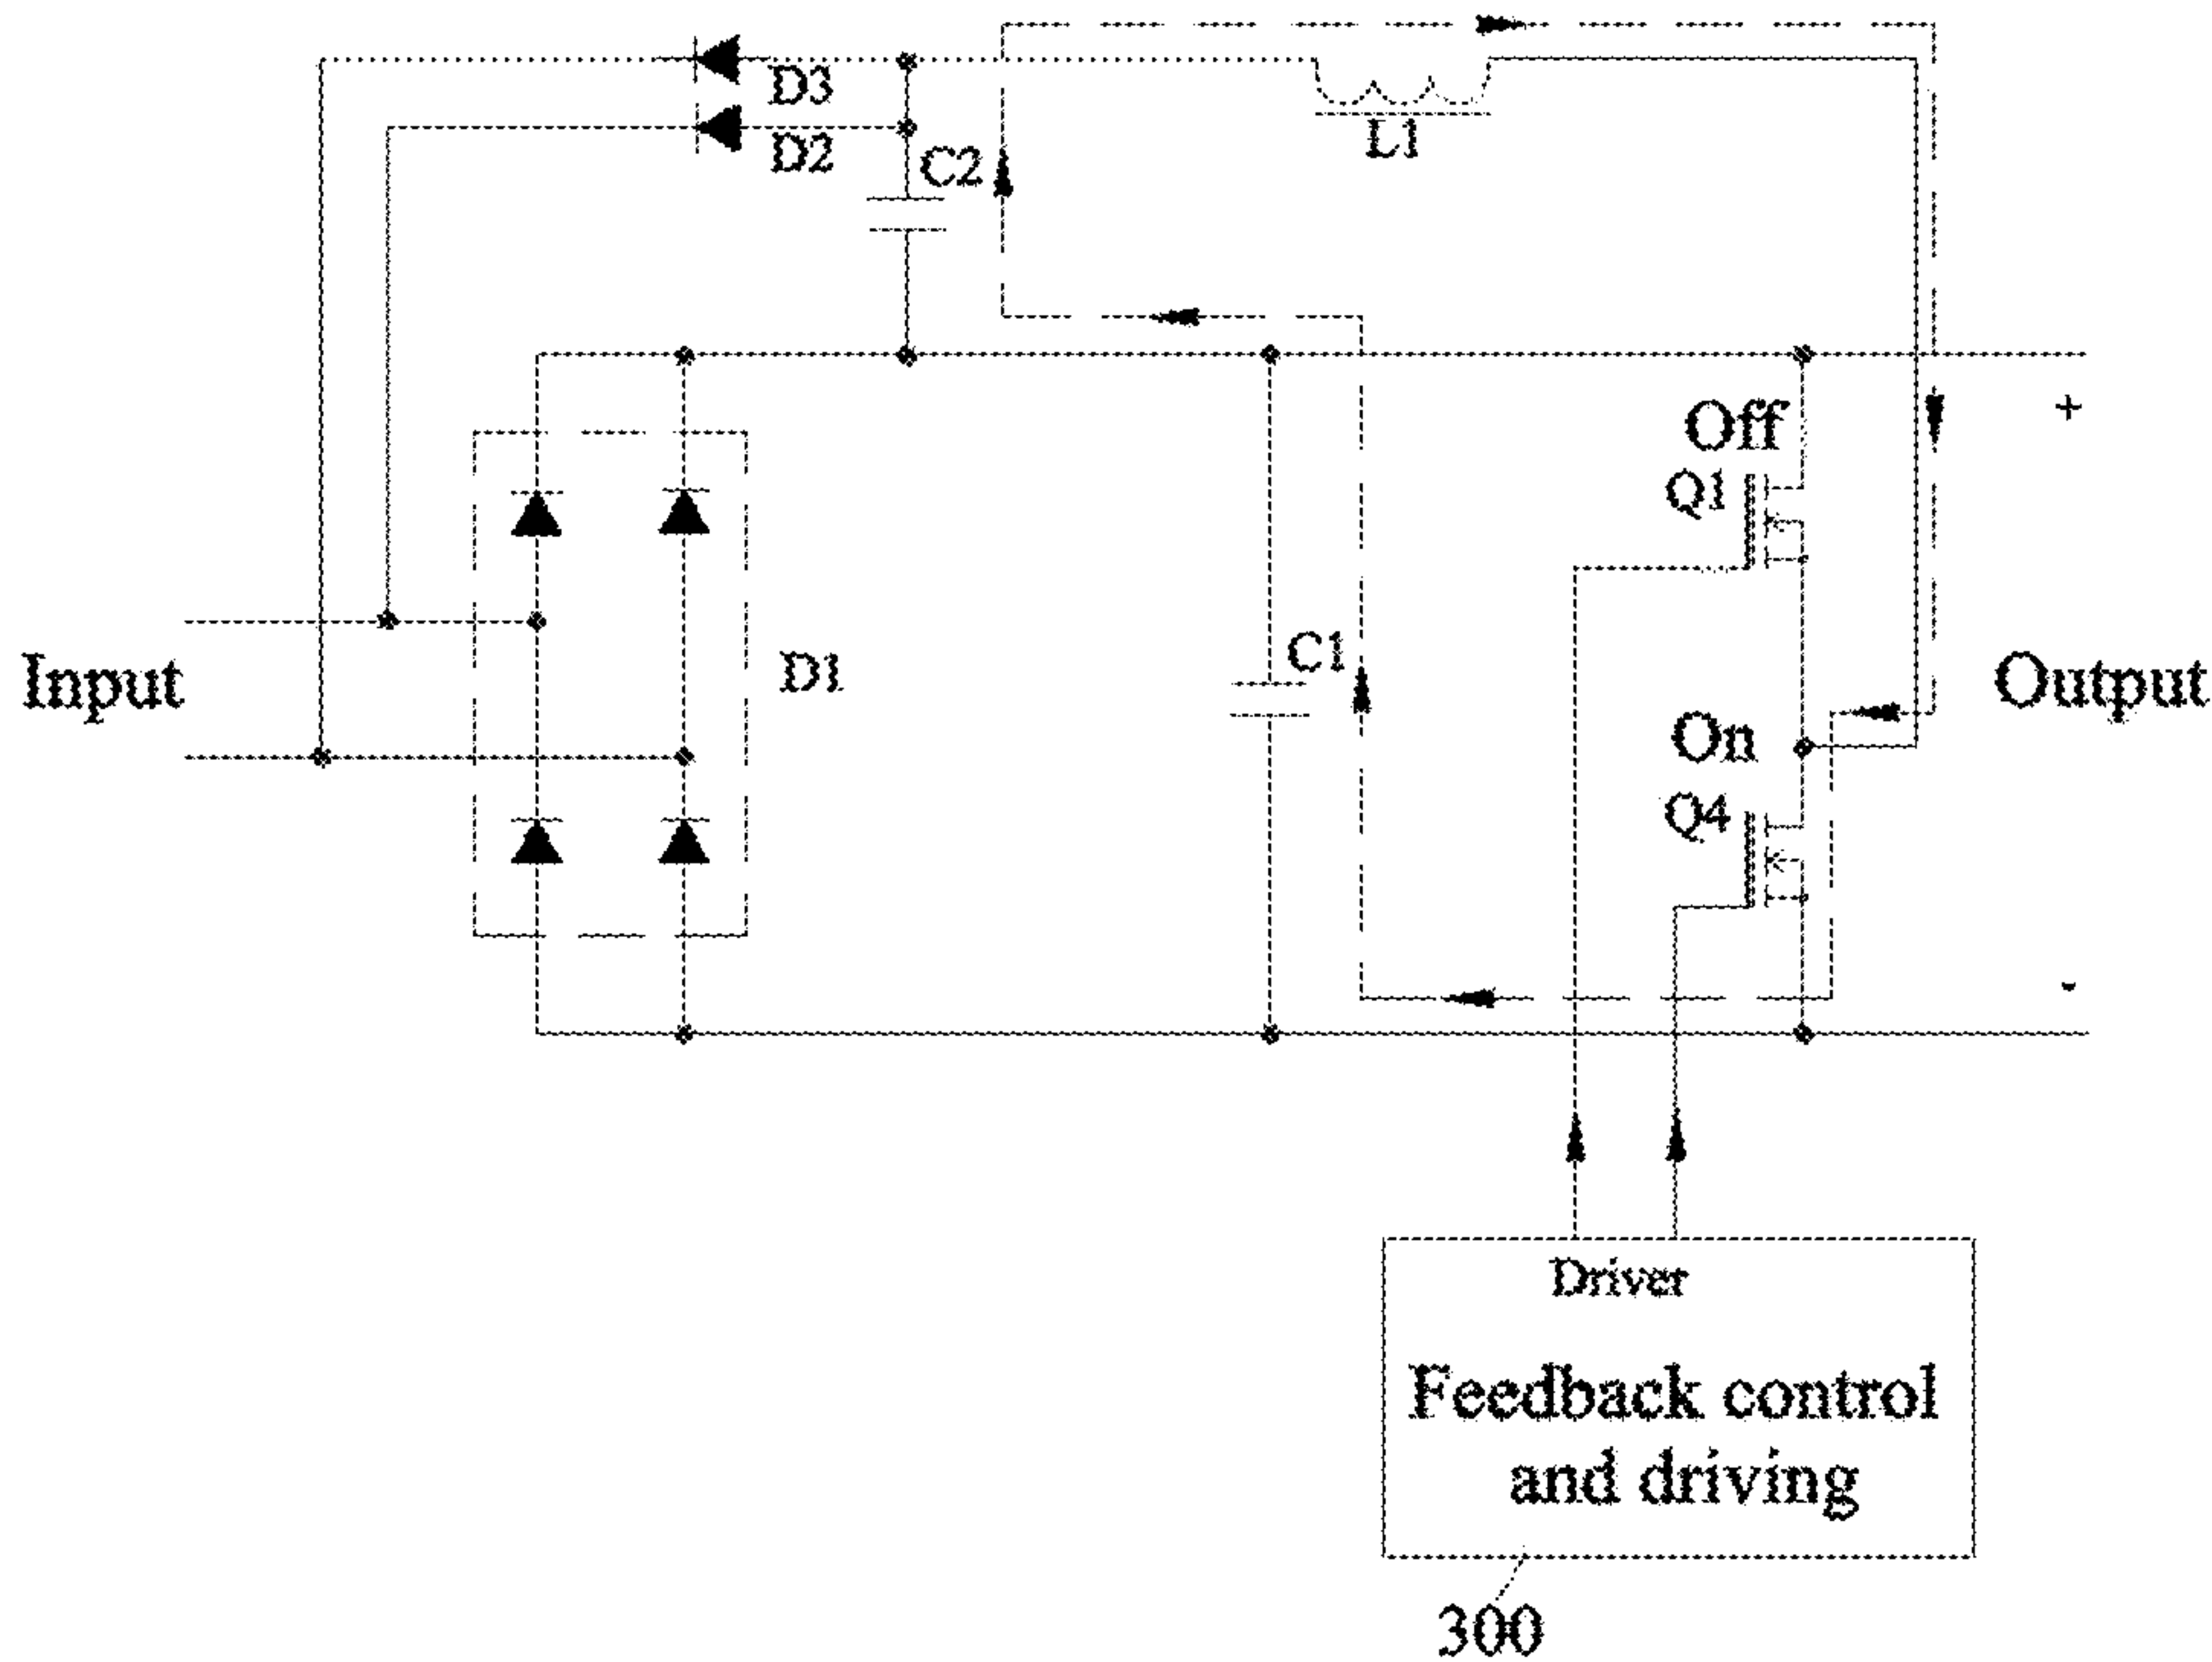 D3
D2
C2
L1
Off
Q1
+
Input
D1
C1
Output
On
Q4
-
Driver
Feedback control
and driving
300